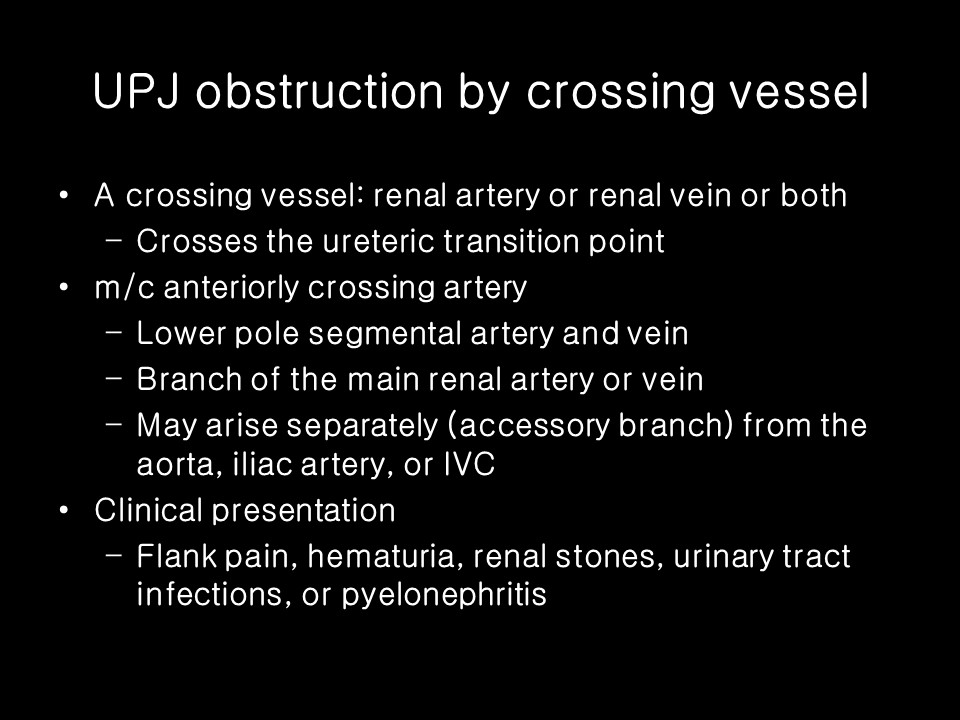 UPJ obstruction by crossing vessel
• A crossing vessel: renal artery or renal vein or both
– Crosses the ureteric transition point
• m/c anteriorly crossing artery
– Lower pole segmental artery and vein
– Branch of the main renal artery or vein
– May arise separately (accessory branch) from the
aorta, iliac artery, or IVC
• Clinical presentation
– Flank pain, hematuria, renal stones, urinary tract
infections, or pyelonephritis